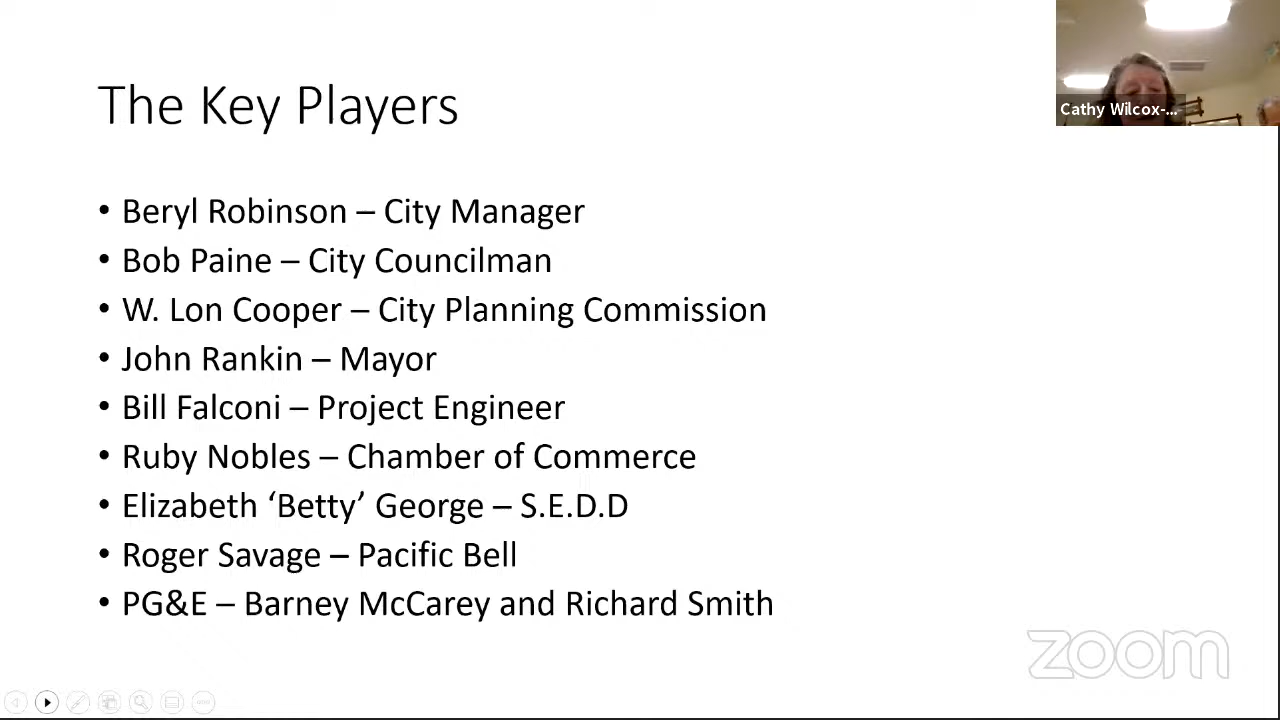 The Key Players
Cathy Wilcox-...
• Beryl Robinson – City Manager
• Bob Paine – City Councilman
• W. Lon Cooper – City Planning Commission
• John Rankin – Mayor
• Bill Falconi – Project Engineer
• Ruby Nobles – Chamber of Commerce
• Elizabeth ‘Betty’ George – S.E.D.D
• Roger Savage – Pacific Bell
• PG&E – Barney McCarey and Richard Smith
zoom